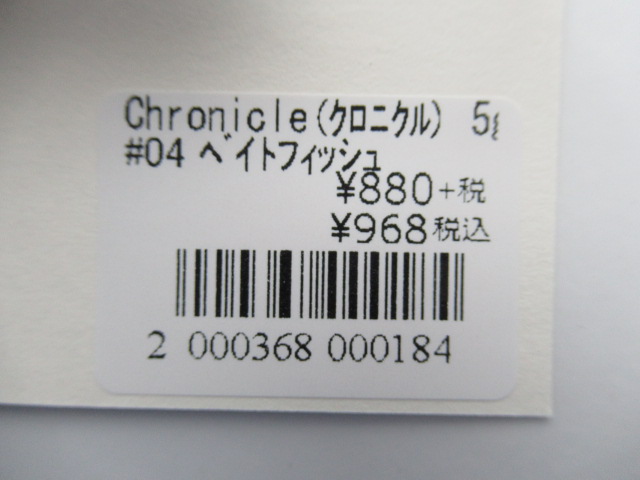 Chronicle(ｸﾛﾆｸﾙ) 5g
#04 ﾍﾞｲﾄﾌｨｯｼｭ
¥880+税
¥968税込
2 000368 000184